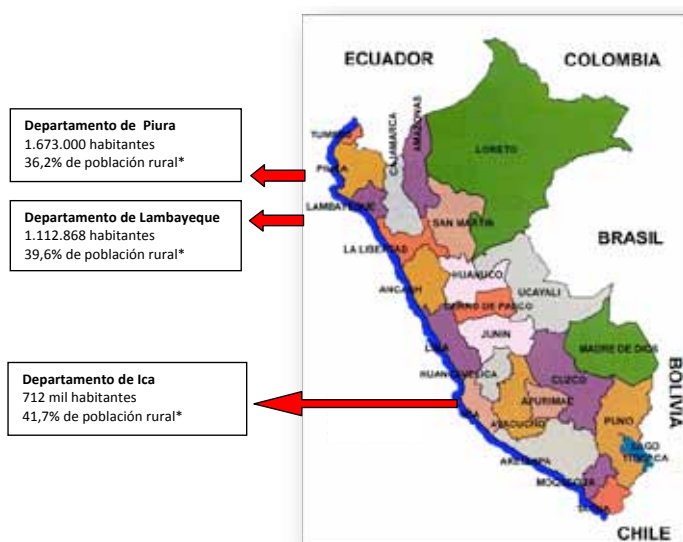 ECUADOR
COLOMBIA
Departamento de Piura
1.673.000 habitantes
36,2% de población rural*
Departamento de Lambayeque
1.112.868 habitantes
39,6% de población rural*
Departamento de Ica
712 mil habitantes
41,7% de población rural*
TUMBES
PIURA
CAJAMARCA
AMAZONAS
LORETO
LAMBAYEQUE
SAN MARTIN
LA LIBERTAD
BRASIL
ANCASH
HUANUCO
UCAYALI
CERRO DE PASCO
JUNIN
LIMA
MADRE DE DIOS
HUANCAVELICA
CUZCO
BOLIVIA
ICA
APURIMAC
AYACUCHO
PUNO
LAGO
TITICACA
AREQUIPA
MOQUEGUA
TACNA
CHILE